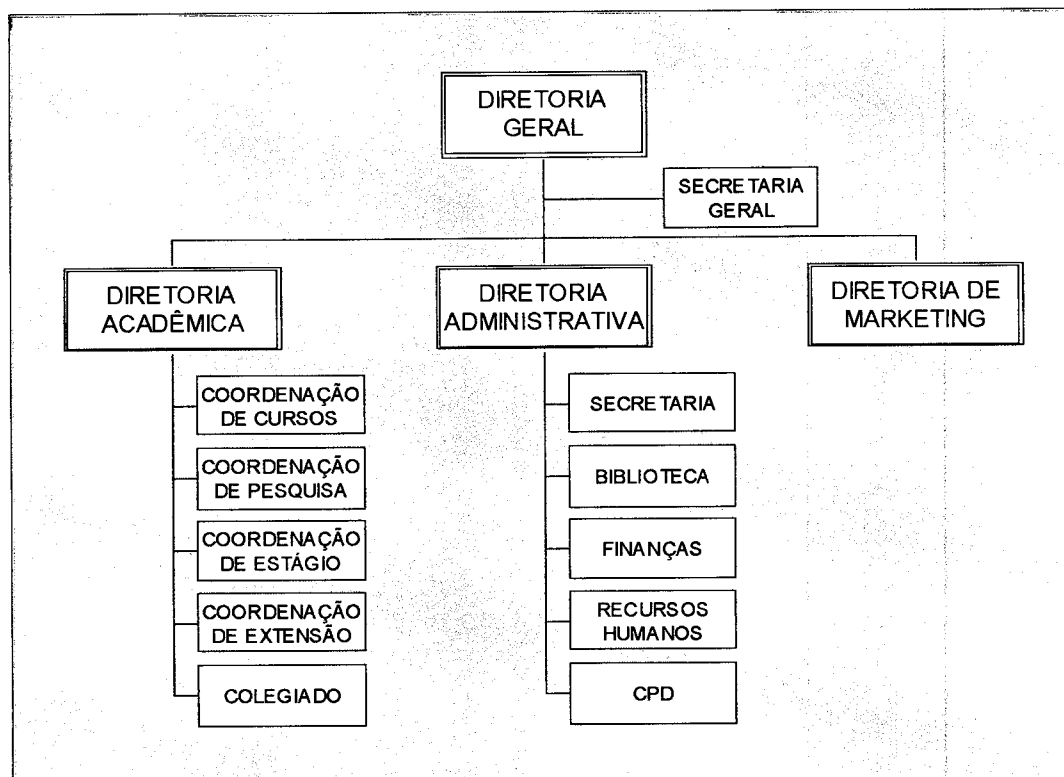 DIRETORIA
GERAL
SECRETARIA
GERAL
DIRETORIA
ACADÊMICA
DIRETORIA
ADMINISTRATIVA
DIRETORIA DE
MARKETING
COORDENAÇÃO
DE CURSOS
COORDENAÇÃO
DE PESQUISA
COORDENAÇÃO
DE ESTÁGIO
COORDENAÇÃO
DE EXTENSÃO
COLEGIADO
SECRETARIA
BIBLIOTECA
FINANÇAS
RECURSOS
HUMANOS
CPD